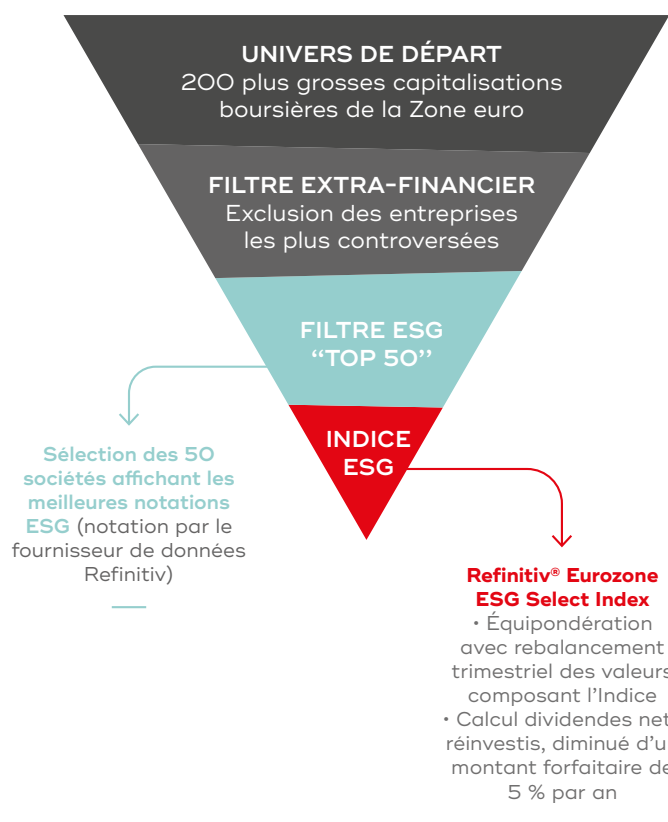 UNIVERS DE DÉPART
200 plus grosses capitalisations
boursières de la Zone euro
FILTRE EXTRA-FINANCIER
Exclusion des entreprises
les plus controversées
FILTRE ESG
“TOP 50”
INDICE
ESG
Sélection des 50
sociétés affichant les
meilleures notations
ESG (notation par le
fournisseur de données
Refinitiv)
Refinitiv® Eurozone
ESG Select Index
• Équipondération
avec rebalancement
trimestriel des valeurs
composant l’Indice
• Calcul dividendes net
réinvestis, diminué d’u
montant forfaitaire de
5 % par an